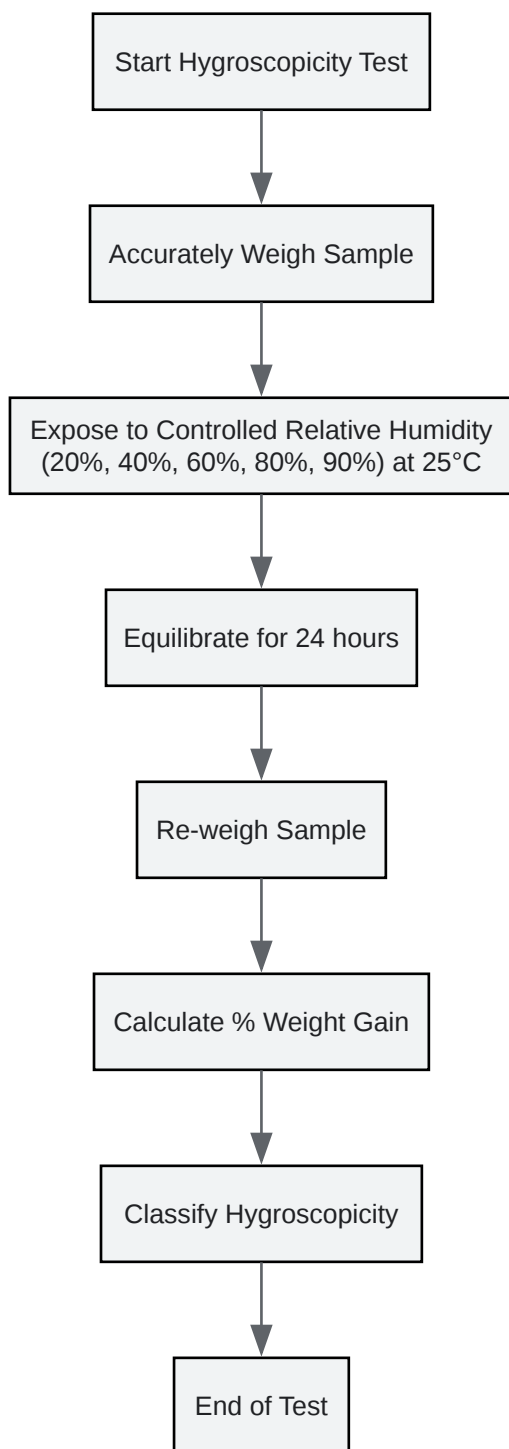 Start Hygroscopicity Test
Accurately Weigh Sample
Expose to Controlled Relative Humidity
(20%, 40%, 60%, 80%, 90%) at 25°C
Equilibrate for 24 hours
Re-weigh Sample
Calculate % Weight Gain
Classify Hygroscopicity
End of Test